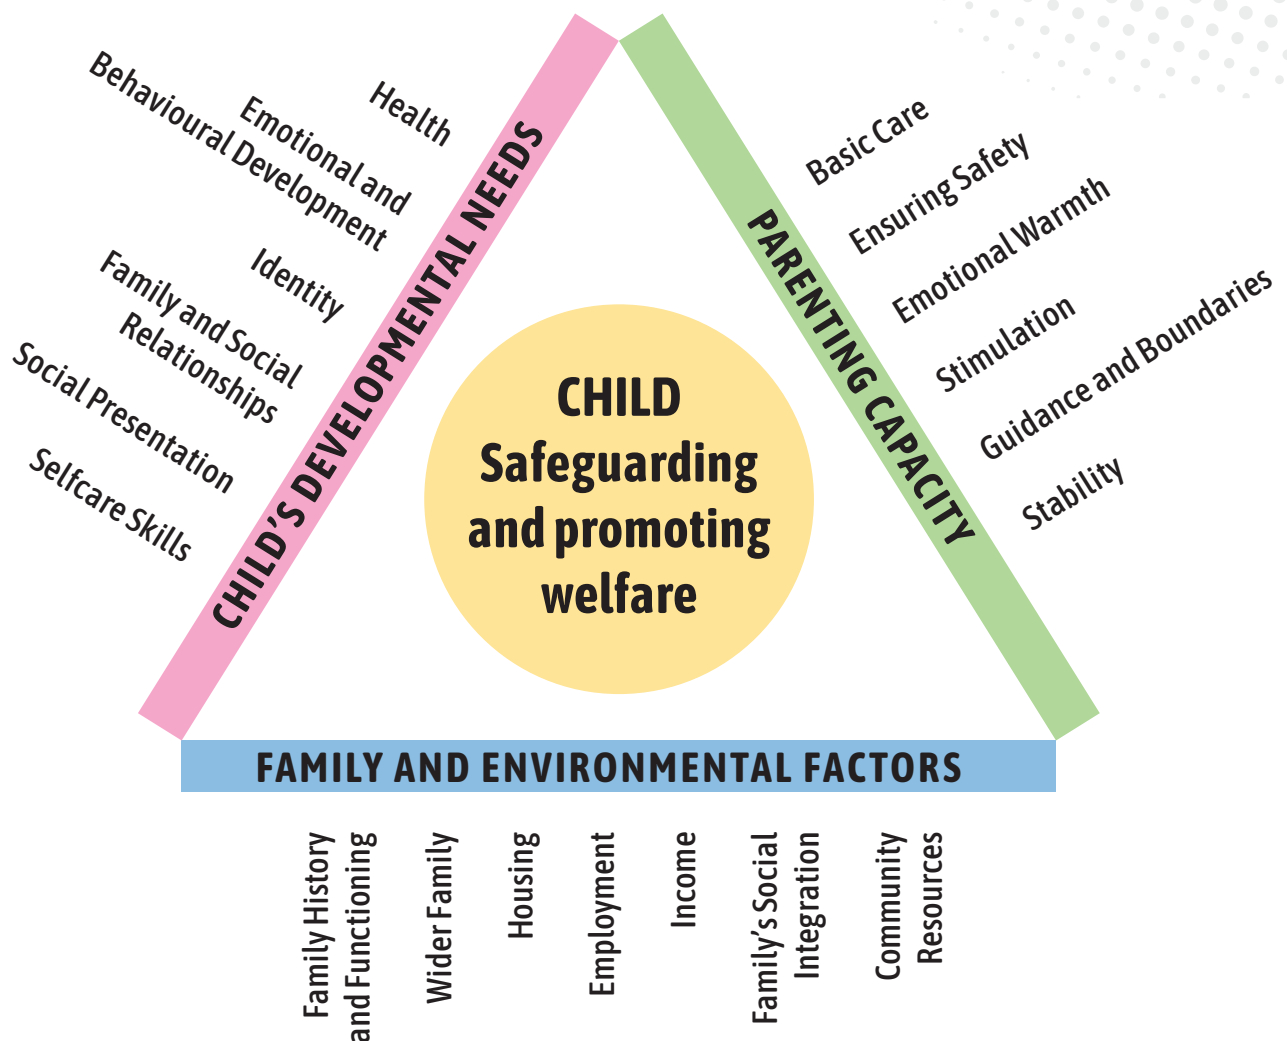 Health
Emotional and
Behavioural Development
Identity
Family and Social
Relationships
Social Presentation
Selfcare Skills
CHILD'S DEVELOPMENTAL NEEDS
PARENTING CAPACITY
Basic Care
Ensuring Safety
Emotional Warmth
Stimulation
Guidance and Boundaries
Stability
CHILD
Safeguarding
and promoting
welfare
FAMILY AND ENVIRONMENTAL FACTORS
Family History
and Functioning
Wider Family
Housing
Employment
Income
Family's Social
Integration
Community
Resources